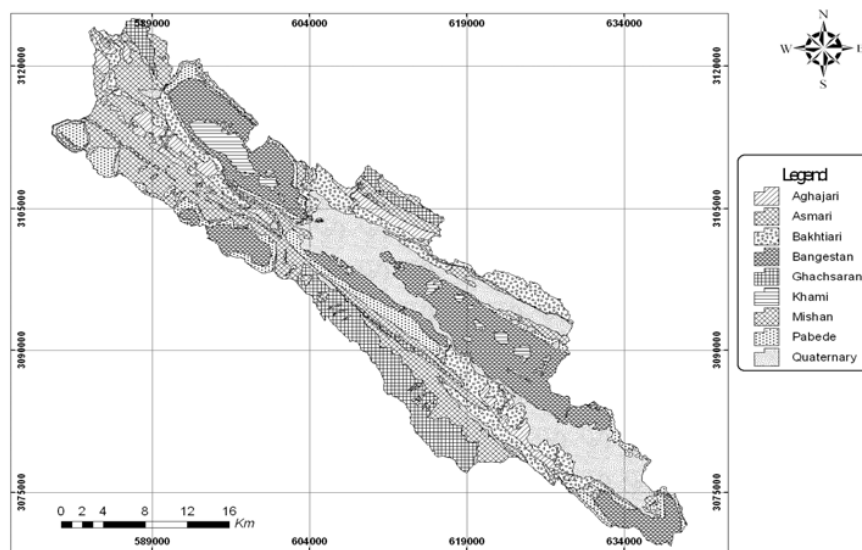 589000 604000 619000 634000
N
W E
S
3120000 3120000
3105000 3105000
3090000 3090000
3075000 3075000
Legend
Aghajari
Asmari
Bakhtiari
Bangestan
Ghachsaran
Khami
Mishan
Pabede
Quaternary
0 2 4 8 12 16
Km
589000 604000 619000 634000